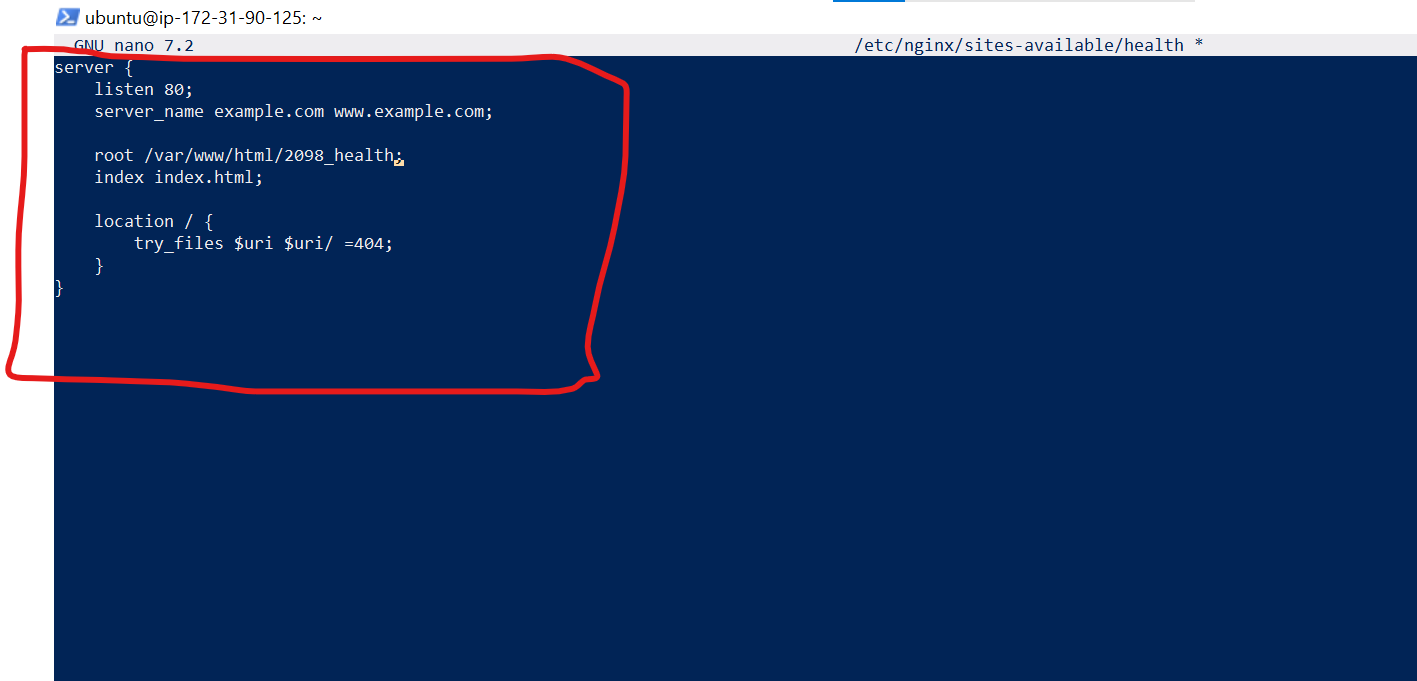 ubuntu@ip-172-31-90-125: ~
GNU nano 7.2 /etc/nginx/sites-available/health *
server {
    listen 80;
    server_name example.com www.example.com;

    root /var/www/html/2098_health;
    index index.html;

    location / {
        try_files $uri $uri/ =404;
    }
}